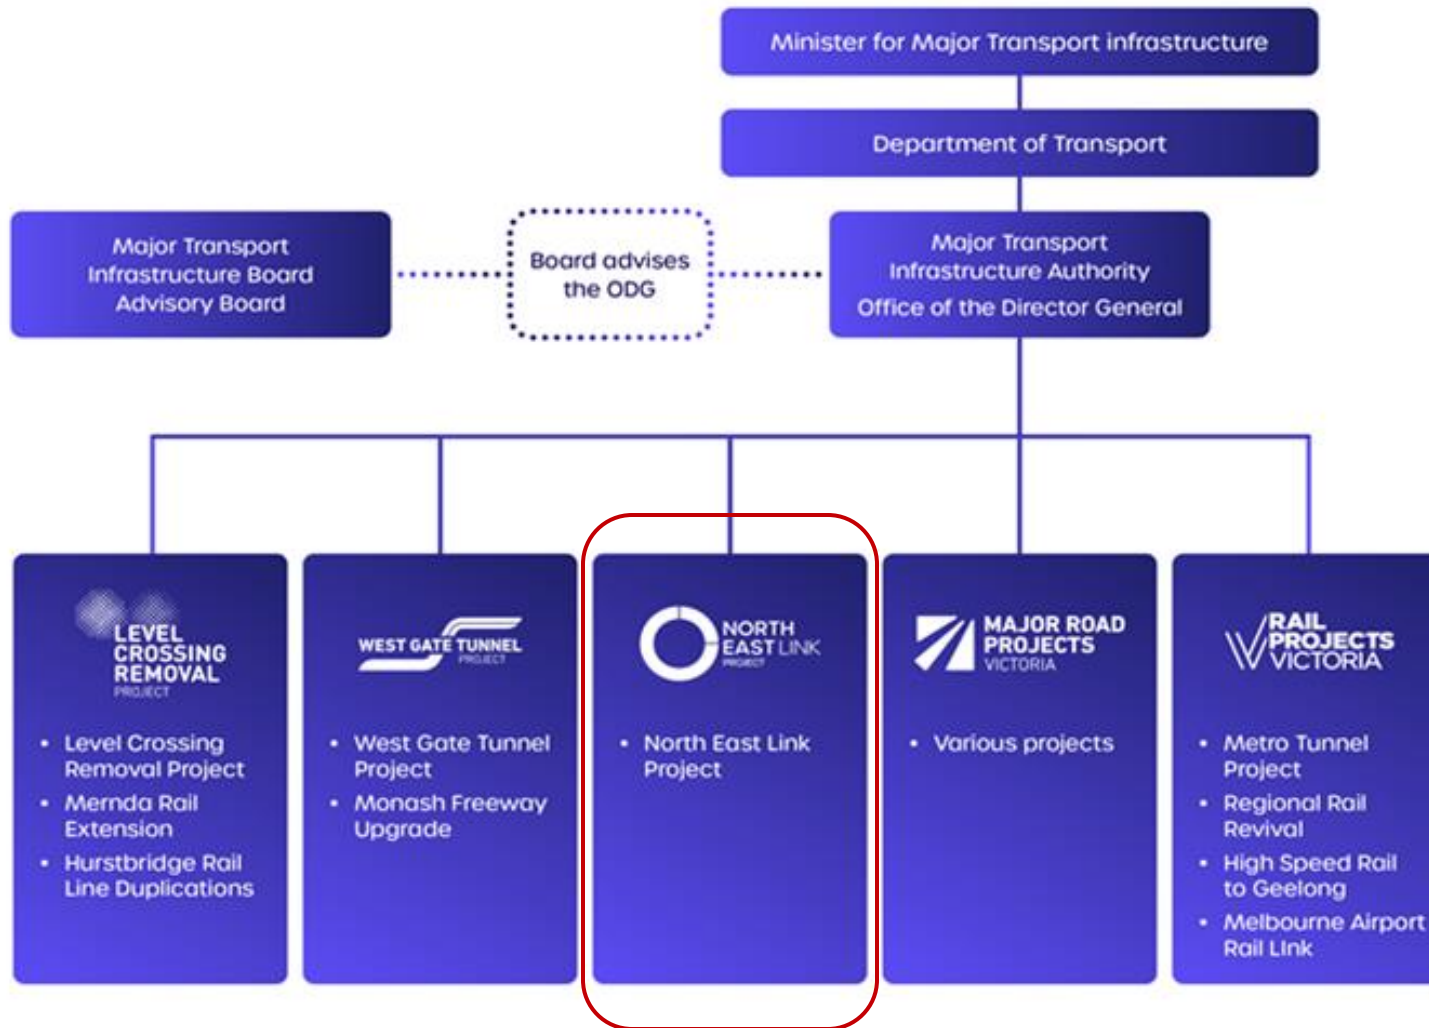 Minister for Major Transport infrastructure
Department of Transport
Major Transport
Infrastructure Board
Advisory Board
Board advises
the ODG
Major Transport
Infrastructure Authority
Office of the Director General
LEVEL
CROSSING
REMOVAL
PROJECT
• Level Crossing
Removal Project
• Mernda Rail
Extension
• Hurstbridge Rail
Line Duplications
WEST GATE TUNNEL
PROJECT
• West Gate Tunnel
Project
• Monash Freeway
Upgrade
NORTH
EAST LINK
PROJECT
• North East Link
Project
MAJOR ROAD
PROJECTS
VICTORIA
• Various projects
RAIL
PROJECTS
VICTORIA
• Metro Tunnel
Project
• Regional Rail
Revival
• High Speed Rail
to Geelong
• Melbourne Airport
Rail LInk